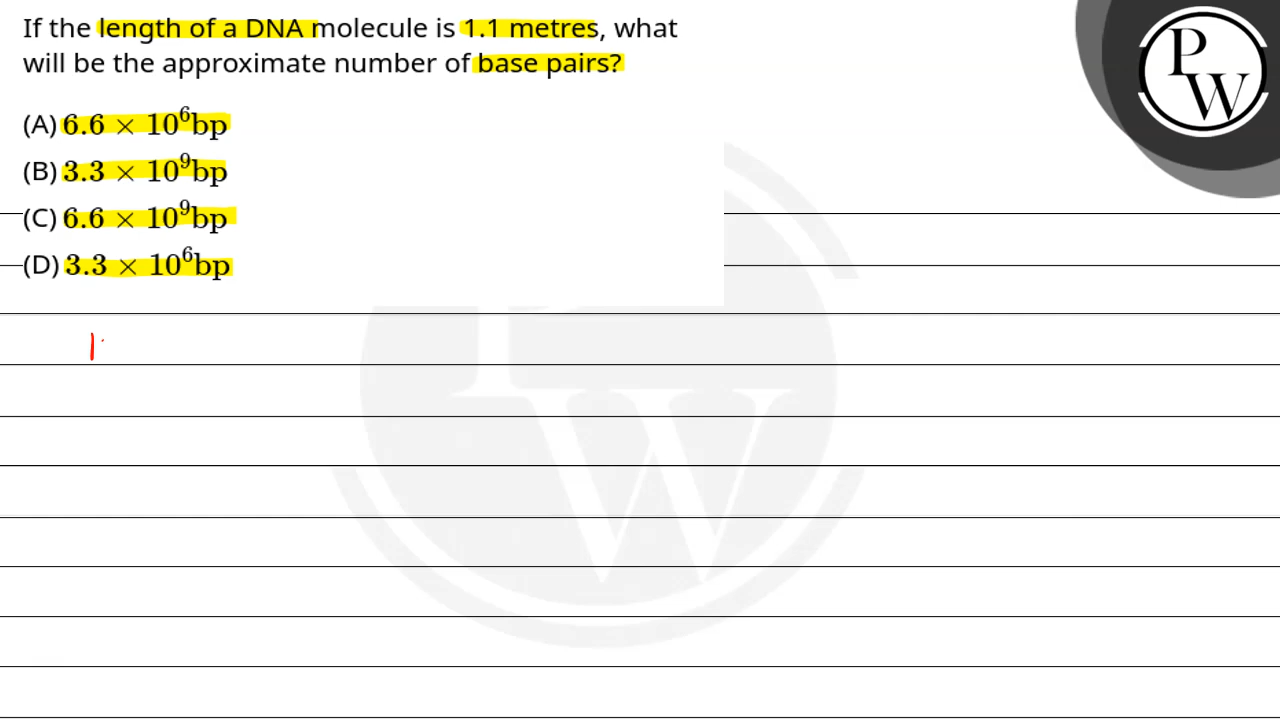 If the length of a DNA molecule is 1.1 metres, what
will be the approximate number of base pairs?
(A) 6.6 × 10⁶bp
(B) 3.3 × 10⁹bp
(C) 6.6 × 10⁹bp
(D) 3.3 × 10⁶bp
P
W
W